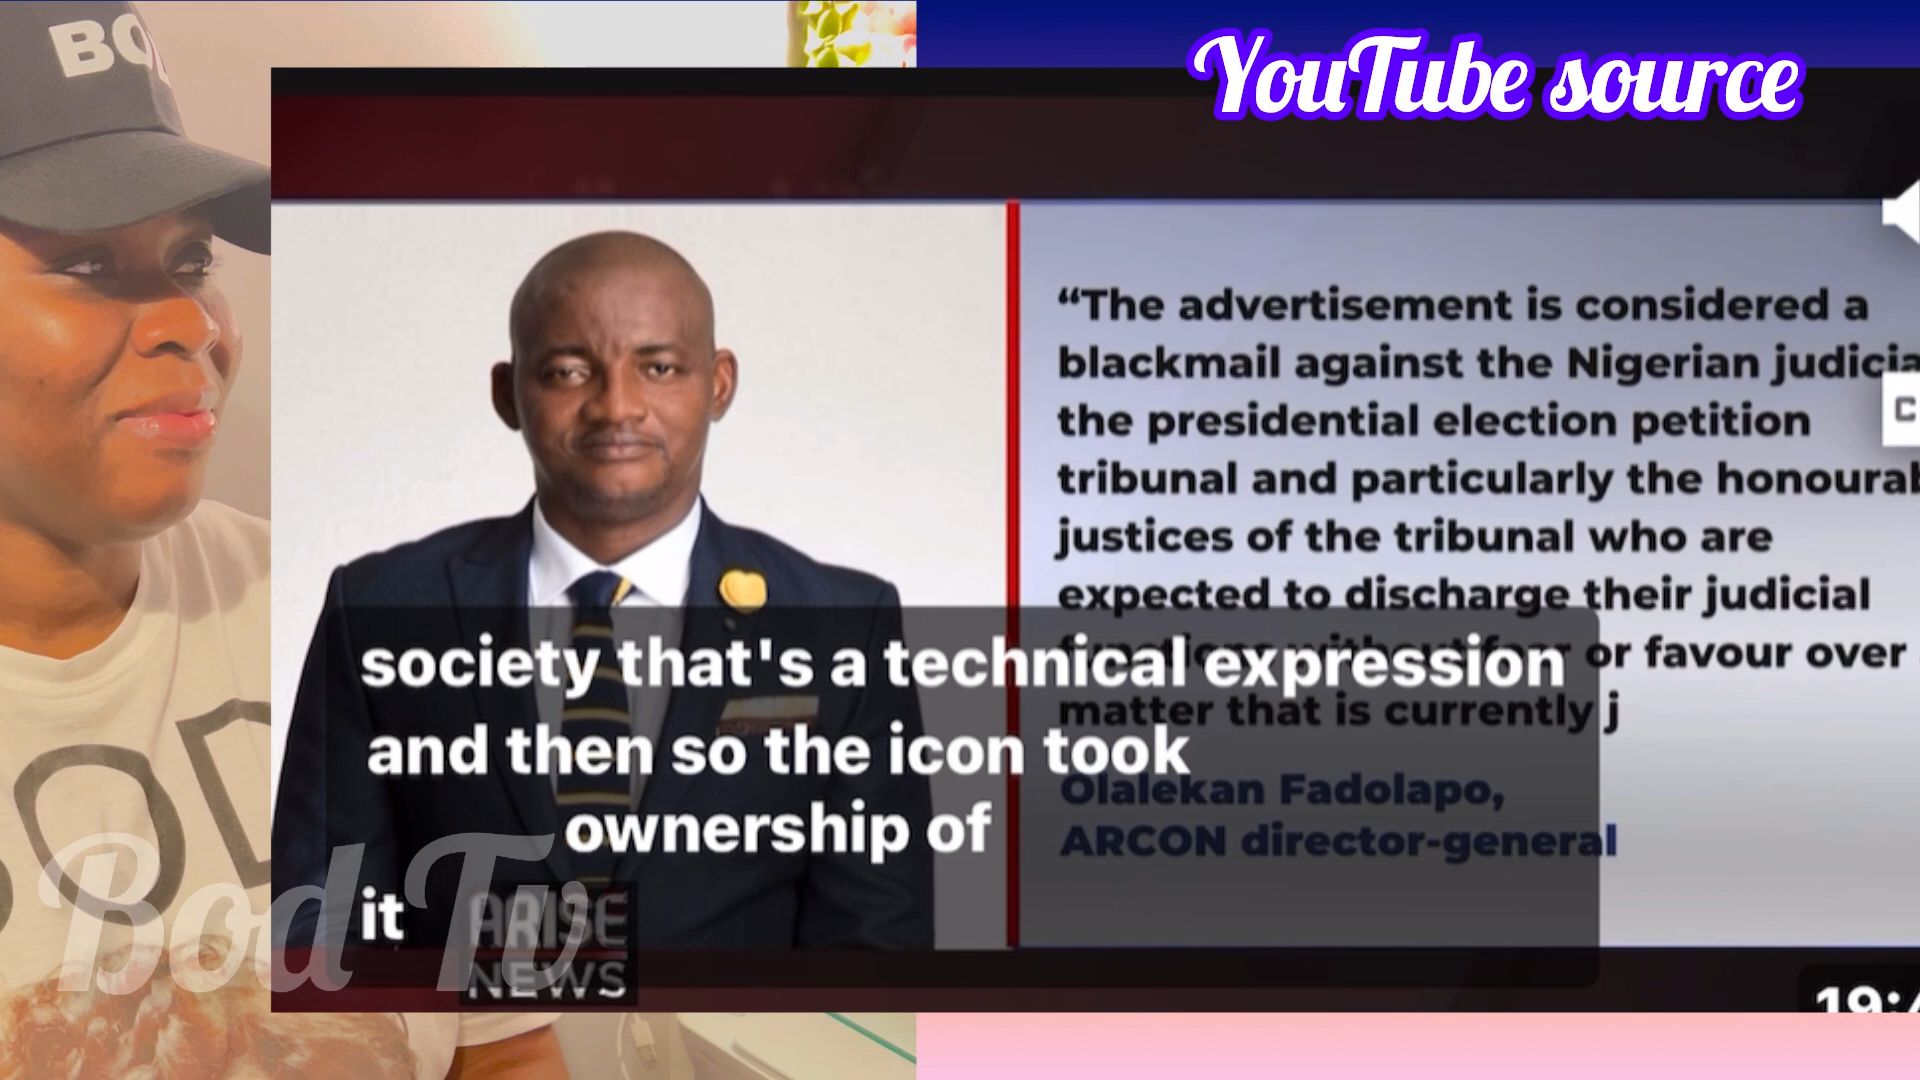 BO
YouTube source
“The advertisement is considered a
blackmail against the Nigerian
the presidential election petition
tribunal and particularly the
justices of the tribunal who are
expected to discharge their judicial
or favour over
matter that is currently j
Olalekan Fadolapo,
ARCON director-general
society that's a technical expression
and then so the icon took
ownership of
it
ARISE
NEWS
Bod Tv
BOD
19: